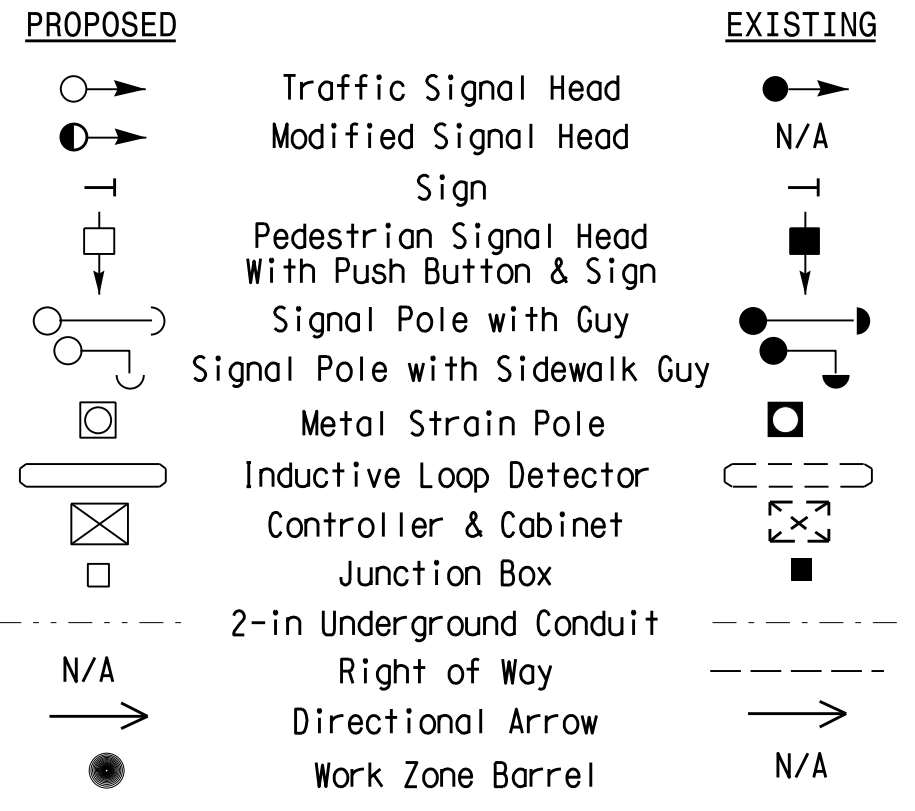 PROPOSED EXISTING
Traffic Signal Head
Modified Signal Head N/A
Sign
Pedestrian Signal Head
With Push Button & Sign
Signal Pole with Guy
Signal Pole with Sidewalk Guy
Metal Strain Pole
Inductive Loop Detector
Controller & Cabinet
Junction Box
2-in Underground Conduit
N/A Right of Way
Directional Arrow
Work Zone Barrel N/A